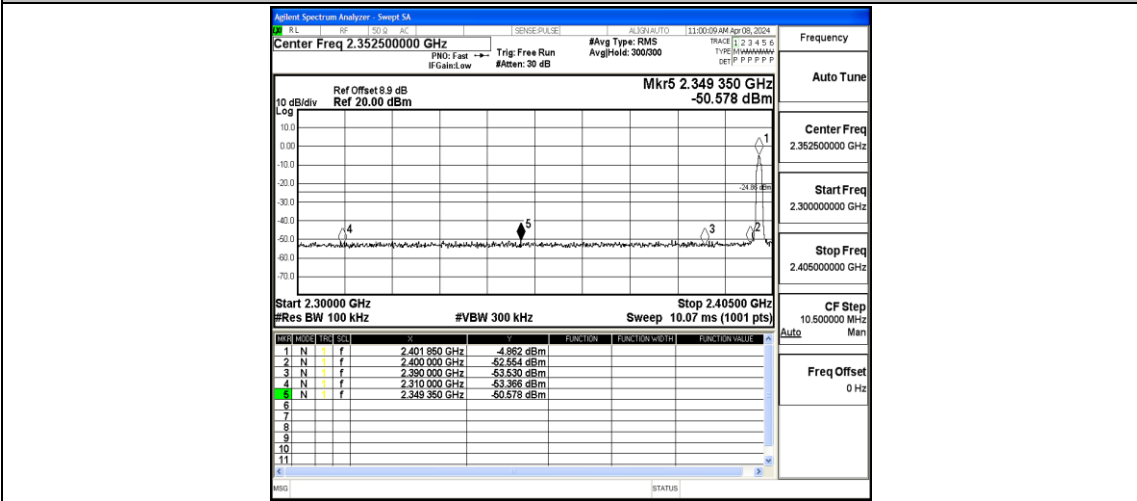 Agilent Spectrum Analyzer - Swept SA
RL RF 50 Ω AC SENSE:PULSE ALIGN AUTO 11:00:09 AM Apr 08, 2024
Center Freq 2.352500000 GHz #Avg Type: RMS TRACE 1 2 3 4 5 6
PNO: Fast Trig: Free Run Avg|Hold: 300/300 TYPE M
IFGain:Low #Atten: 30 dB DET P P P P P P
Mkr5 2.349 350 GHz
Ref Offset 8.9 dB
10 dB/div Ref 20.00 dBm -50.578 dBm
Log
10.0
0.00
-10.0
-20.0
-30.0
-40.0
-50.0
-60.0
-70.0
1
-24.86 dBm
4 5 3 2
Start 2.30000 GHz Stop 2.40500 GHz
#Res BW 100 kHz #VBW 300 kHz Sweep 10.07 ms (1001 pts)
MKR MODE TRC SCL X Y FUNCTION FUNCTION WIDTH FUNCTION VALUE
1 N 1 f 2.401 850 GHz -4.862 dBm
2 N 1 f 2.400 000 GHz -52.554 dBm
3 N 1 f 2.390 000 GHz -53.530 dBm
4 N 1 f 2.310 000 GHz -53.366 dBm
5 N 1 f 2.349 350 GHz -50.578 dBm
6
7
8
9
10
11
MSG STATUS
Frequency
Auto Tune
Center Freq
2.352500000 GHz
Start Freq
2.300000000 GHz
Stop Freq
2.405000000 GHz
CF Step
10.500000 MHz
Auto Man
Freq Offset
0 Hz